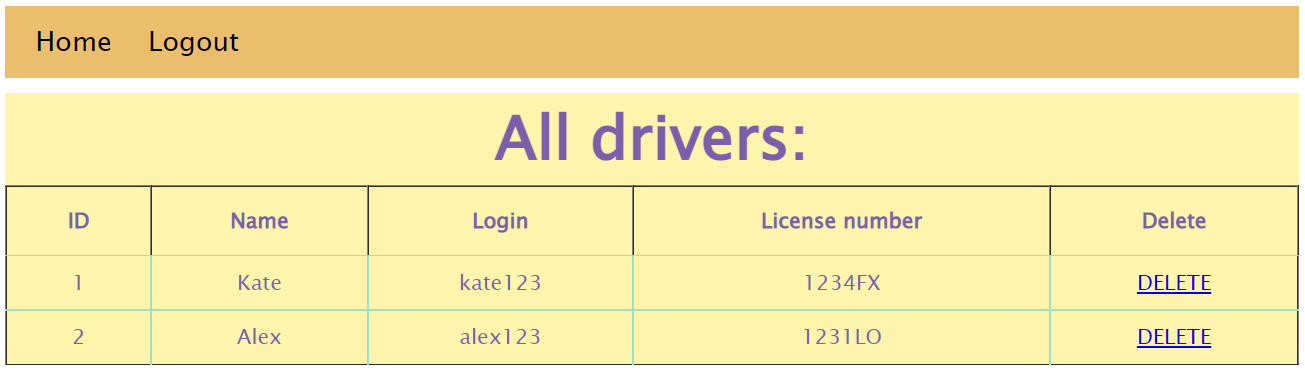 Home Logout
All drivers:
ID Name Login License number Delete
1 Kate kate123 1234FX DELETE
2 Alex alex123 1231LO DELETE